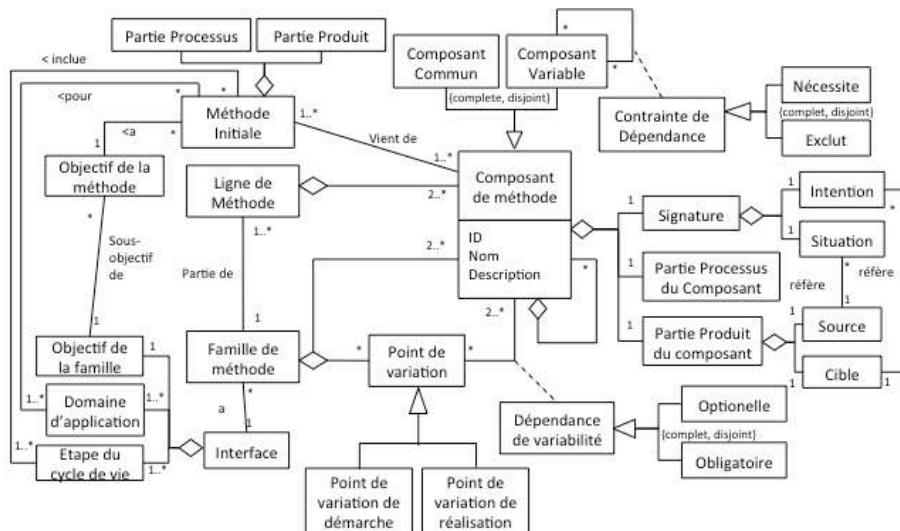 Partie Processus
Partie Produit
Composant
Commun
Composant
Variable
*
*
< inclue
<pour
{complete, disjoint}
Nécessite
{complet, disjoint}
Exclut
Contrainte de
Dépendance
*
*
Méthode
Initiale
<a
*
1
1..*
Vient de
1..*
Objectif de la
méthode
*
Ligne de
Méthode
1..*
2..*
Composant
de méthode
ID
Nom
Description
1
Signature
1
Intention
*
1
Situation
*
réfère
réfère
Sous-
objectif
de
Partie de
2..*
*
1
Partie Processus
du Composant
1
Partie Produit
du composant
1
Source
1
Cible
1
1
2..*
1
Objectif de
la famille
1
1
Famille de
méthode
*
*
Point de
variation
*
1..*
Domaine
d'application
1..*
a
1
Interface
1..*
Etape du
cycle de vie
1..*
Dépendance
de variabilité
Optionelle
{complet, disjoint}
Obligatoire
Point de
variation de
démarche
Point de
variation de
réalisation